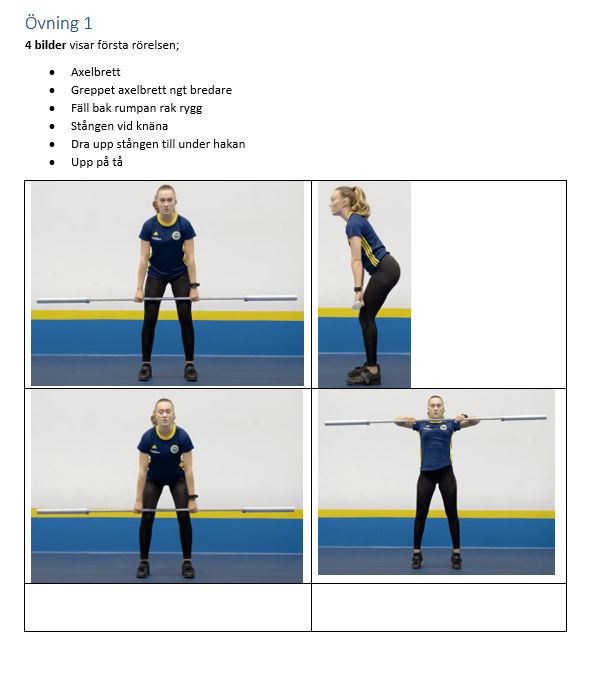 Övning 1
4 bilder visar första rörelsen;
Axelbrett
Greppet axelbrett ngt bredare
Fäll bak rumpan rak rygg
Stången vid knäna
Dra upp stången till under hakan
Upp på tå